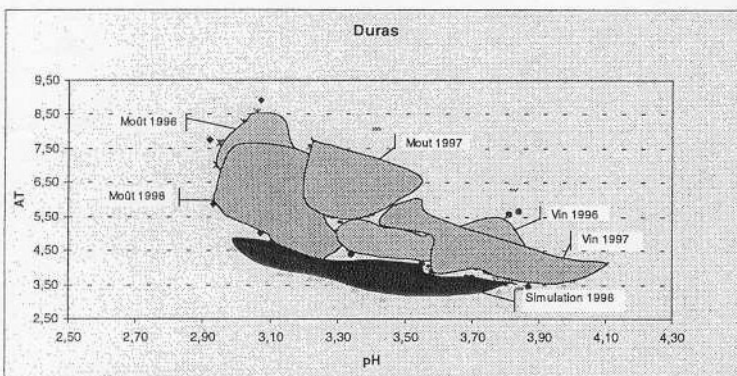 Duras
9,50
8,50
7,50
6,50
5,50
4,50
3,50
2,50
AT
Moût 1996
Mout 1997
Moût 1998
Vin 1996
Vin 1997
Simulation 1998
2,50 2,70 2,90 3,10 3,30 3,50 3,70 3,90 4,10 4,30
pH